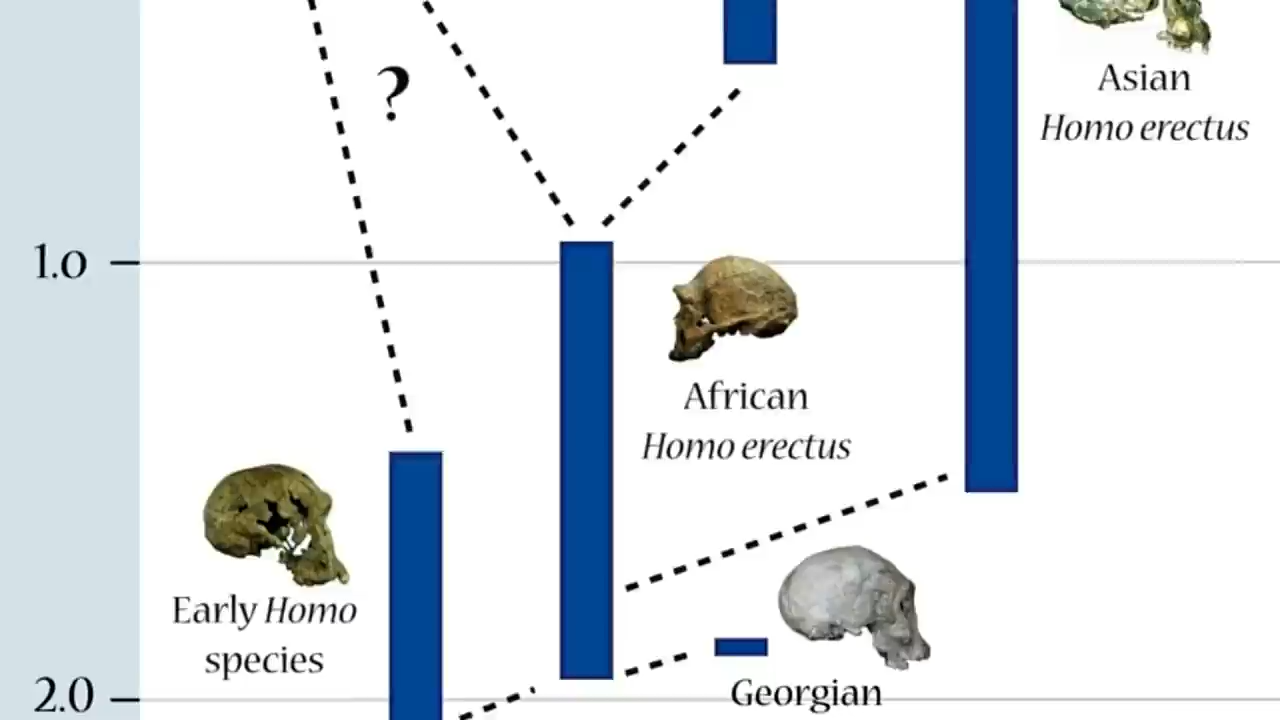 ?
Asian
Homo erectus
1.0
African
Homo erectus
Early Homo
species
Georgian
2.0